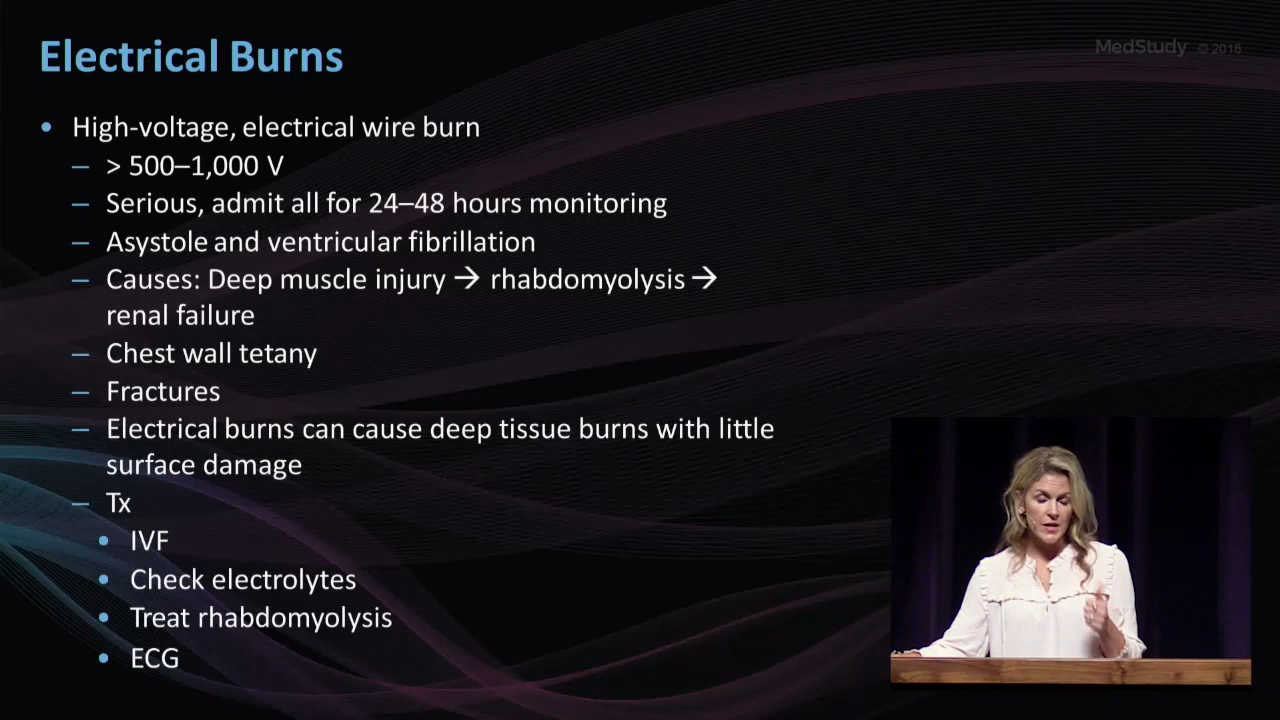 Electrical Burns
MedStudy © 2018
• High-voltage, electrical wire burn
– > 500–1,000 V
– Serious, admit all for 24–48 hours monitoring
– Asystole and ventricular fibrillation
– Causes: Deep muscle injury → rhabdomyolysis →
renal failure
– Chest wall tetany
– Fractures
– Electrical burns can cause deep tissue burns with little
surface damage
– Tx
• IVF
• Check electrolytes
• Treat rhabdomyolysis
• ECG